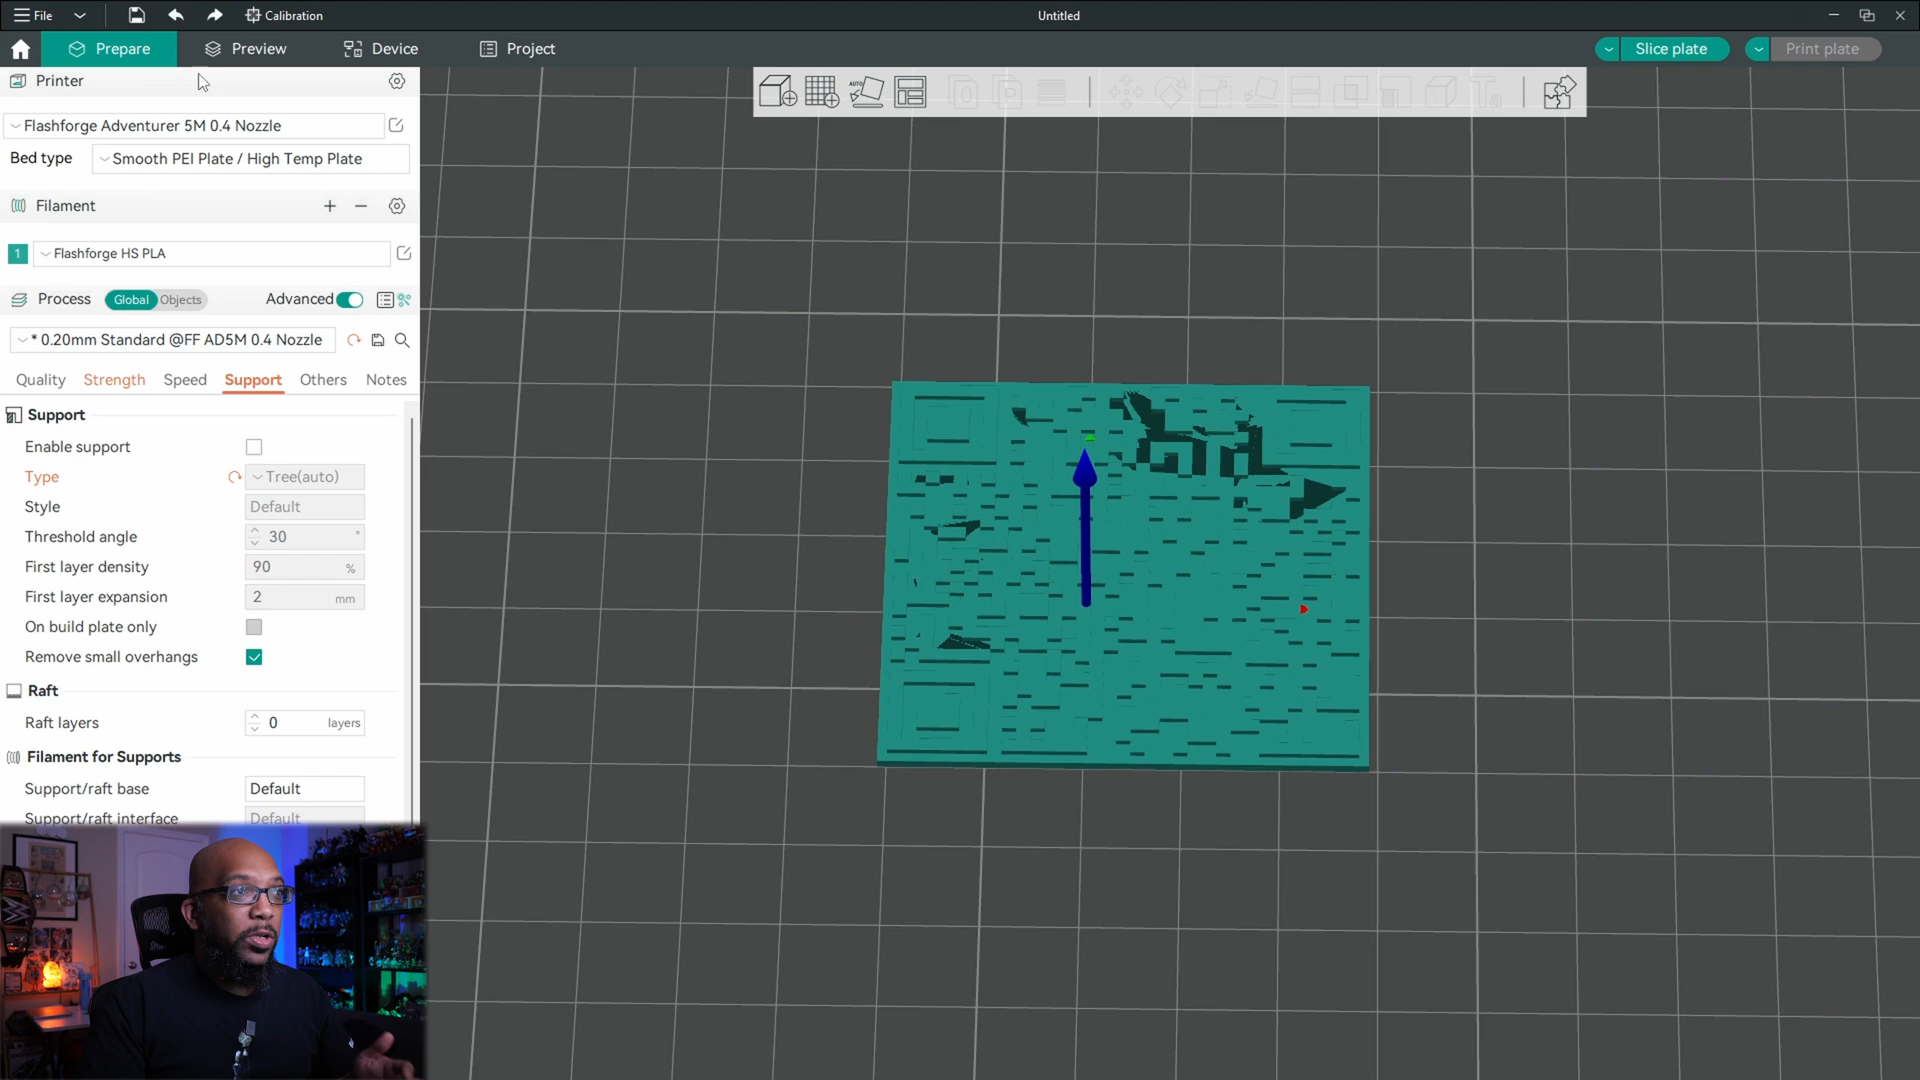 File
Calibration
Untitled
Prepare
Preview
Device
Project
Slice plate
Print plate
Printer
Flashforge Adventurer 5M 0.4 Nozzle
Bed type
Smooth PEI Plate / High Temp Plate
Filament
1
Flashforge HS PLA
Process
Global
Objects
Advanced
* 0.20mm Standard @FF AD5M 0.4 Nozzle
Quality
Strength
Speed
Support
Others
Notes
AUTO
Support
Enable support
Type
Tree(auto)
Style
Default
Threshold angle
30
°
First layer density
90
%
First layer expansion
2
mm
On build plate only
Remove small overhangs
Raft
Raft layers
0
layers
Filament for Supports
Support/raft base
Default
Support/raft interface
Default